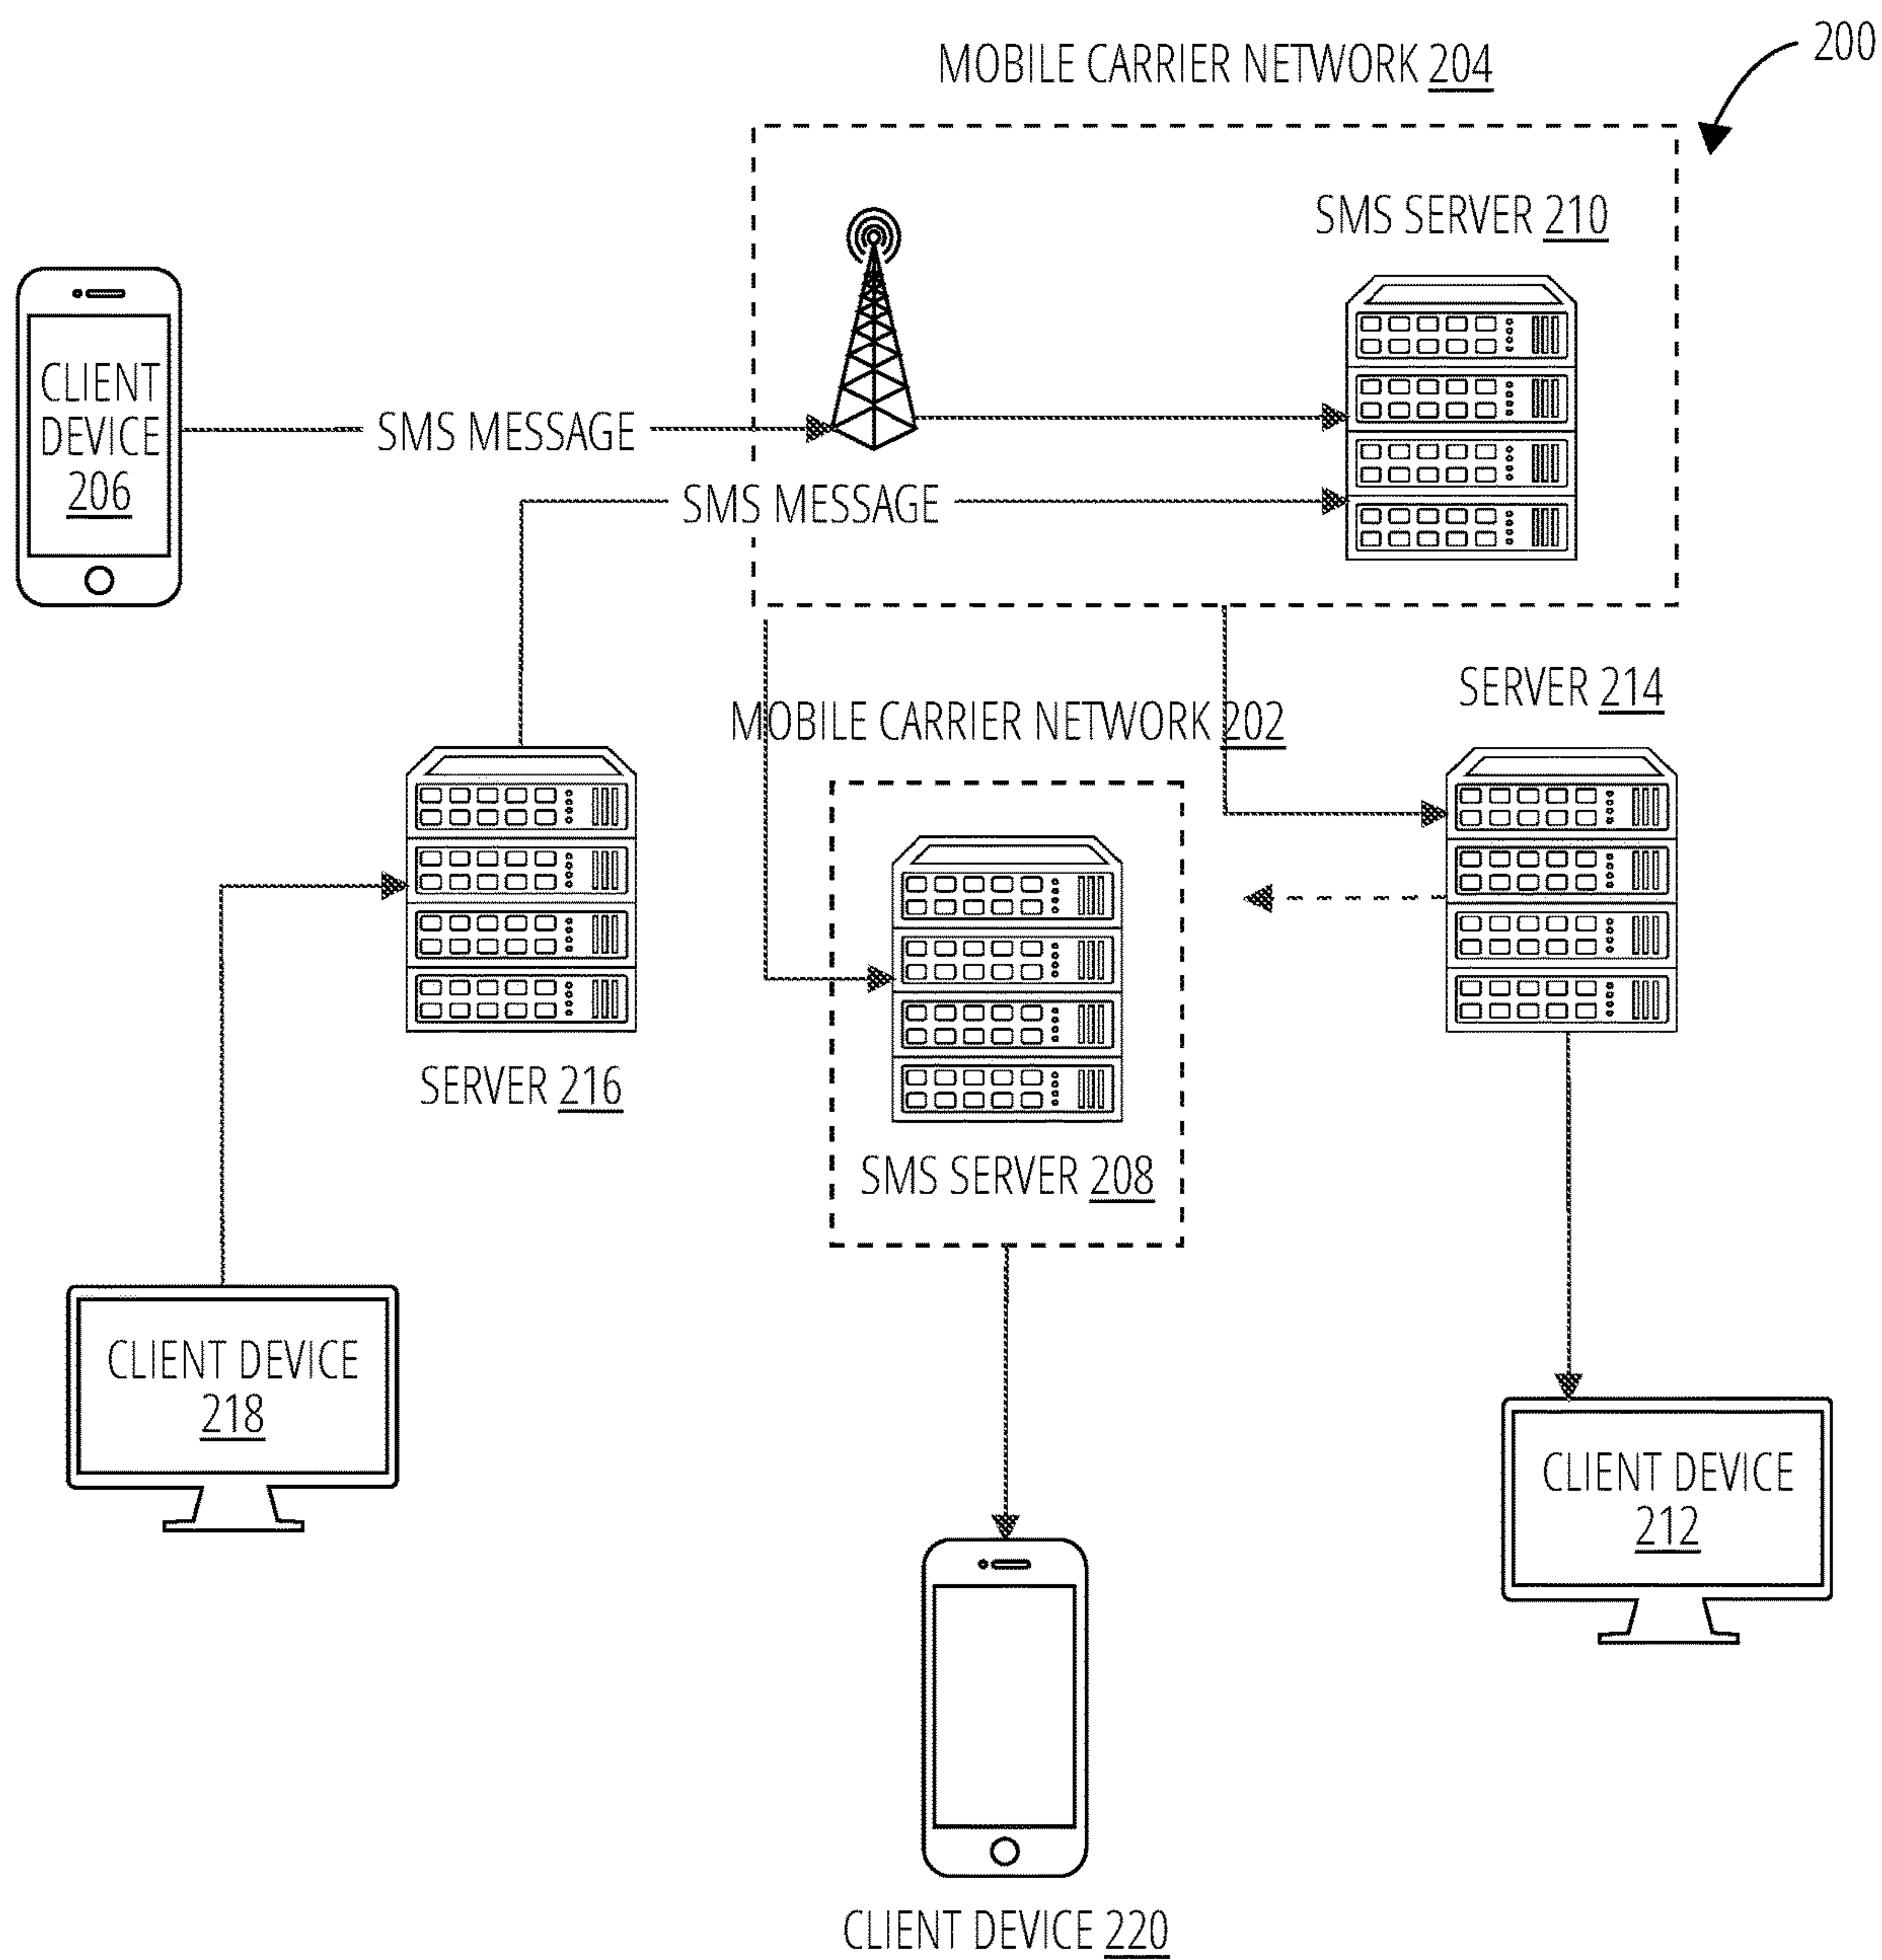 200
MOBILE CARRIER NETWORK 204
SMS SERVER 210
CLIENT
DEVICE
206
SMS MESSAGE
SMS MESSAGE
SERVER 214
MOBILE CARRIER NETWORK 202
SERVER 216
SMS SERVER 208
CLIENT DEVICE
218
CLIENT DEVICE
212
CLIENT DEVICE 220